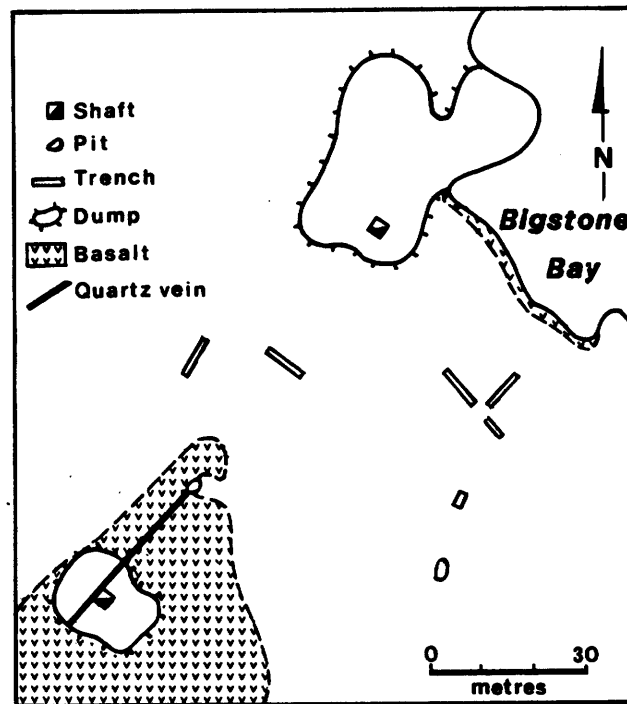 Shaft
Pit
Trench
Dump
Basalt
Quartz vein
N
Bigstone
Bay
0 30
metres